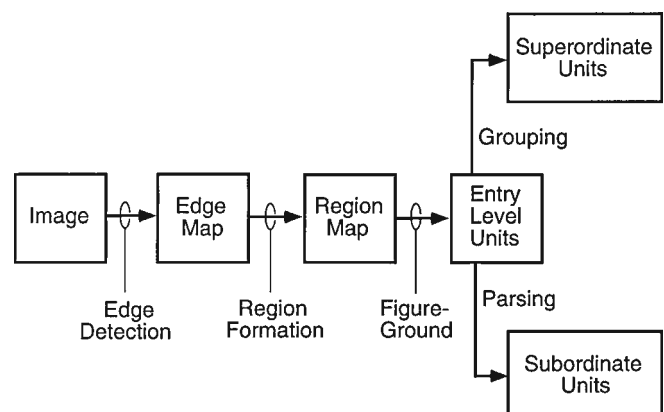 Superordinate
Units
Grouping
Image
Edge
Map
Region
Map
Entry
Level
Units
Edge
Detection
Region
Formation
Figure-
Ground
Parsing
Subordinate
Units